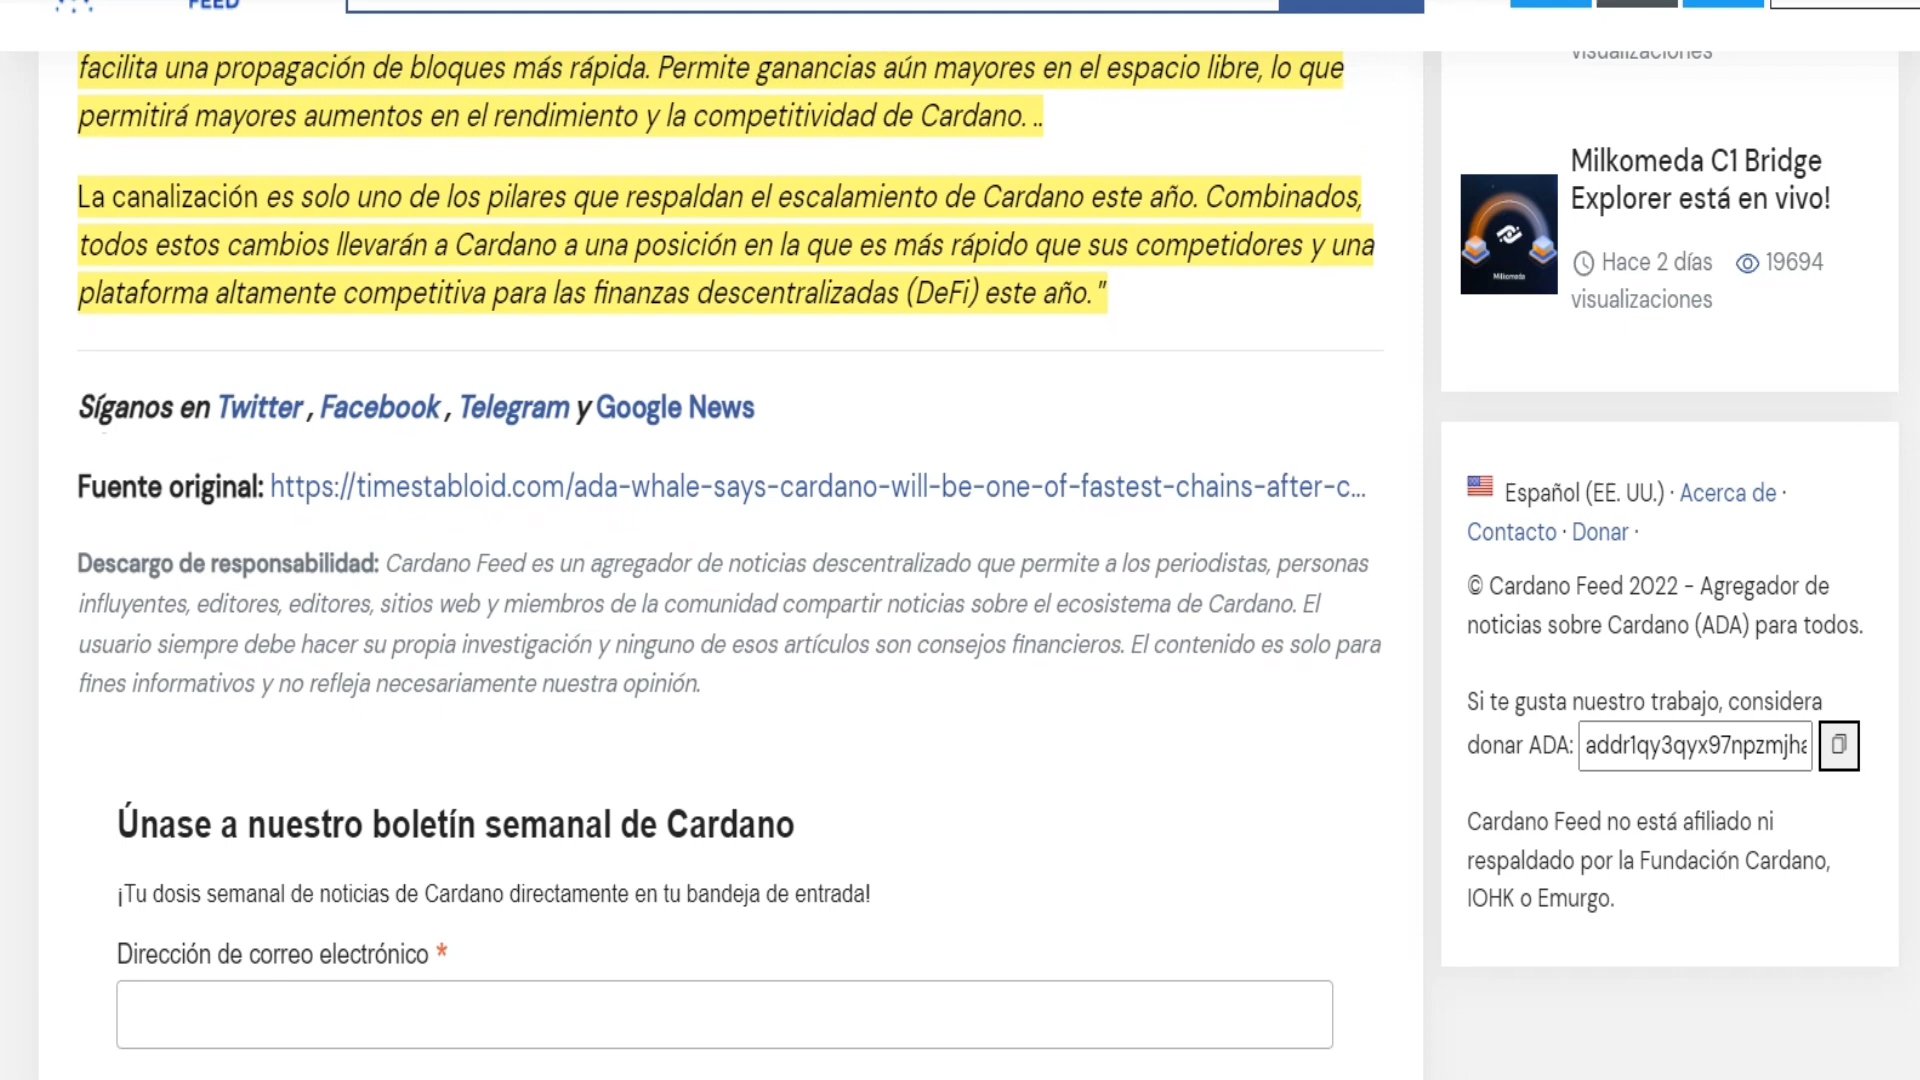 FEED
facilita una propagación de bloques más rápida. Permite ganancias aún mayores en el espacio libre, lo que
permitirá mayores aumentos en el rendimiento y la competitividad de Cardano. ..
La canalización es solo uno de los pilares que respaldan el escalamiento de Cardano este año. Combinados,
todos estos cambios llevarán a Cardano a una posición en la que es más rápido que sus competidores y una
plataforma altamente competitiva para las finanzas descentralizadas (DeFi) este año."
Síganos en Twitter , Facebook , Telegram y Google News
Fuente original: https://timestabloid.com/ada-whale-says-cardano-will-be-one-of-fastest-chains-after-c...
Descargo de responsabilidad: Cardano Feed es un agregador de noticias descentralizado que permite a los periodistas, personas
influyentes, editores, editores, sitios web y miembros de la comunidad compartir noticias sobre el ecosistema de Cardano. El
usuario siempre debe hacer su propia investigación y ninguno de esos artículos son consejos financieros. El contenido es solo para
fines informativos y no refleja necesariamente nuestra opinión.
Únase a nuestro boletín semanal de Cardano
¡Tu dosis semanal de noticias de Cardano directamente en tu bandeja de entrada!
Dirección de correo electrónico *
visualizaciones
Milkomeda
Milkomeda C1 Bridge
Explorer está en vivo!
Hace 2 días 19694
visualizaciones
Español (EE. UU.) · Acerca de ·
Contacto · Donar ·
© Cardano Feed 2022 - Agregador de
noticias sobre Cardano (ADA) para todos.
Si te gusta nuestro trabajo, considera
donar ADA: addr1qy3qyx97npzmjha
Cardano Feed no está afiliado ni
respaldado por la Fundación Cardano,
IOHK o Emurgo.